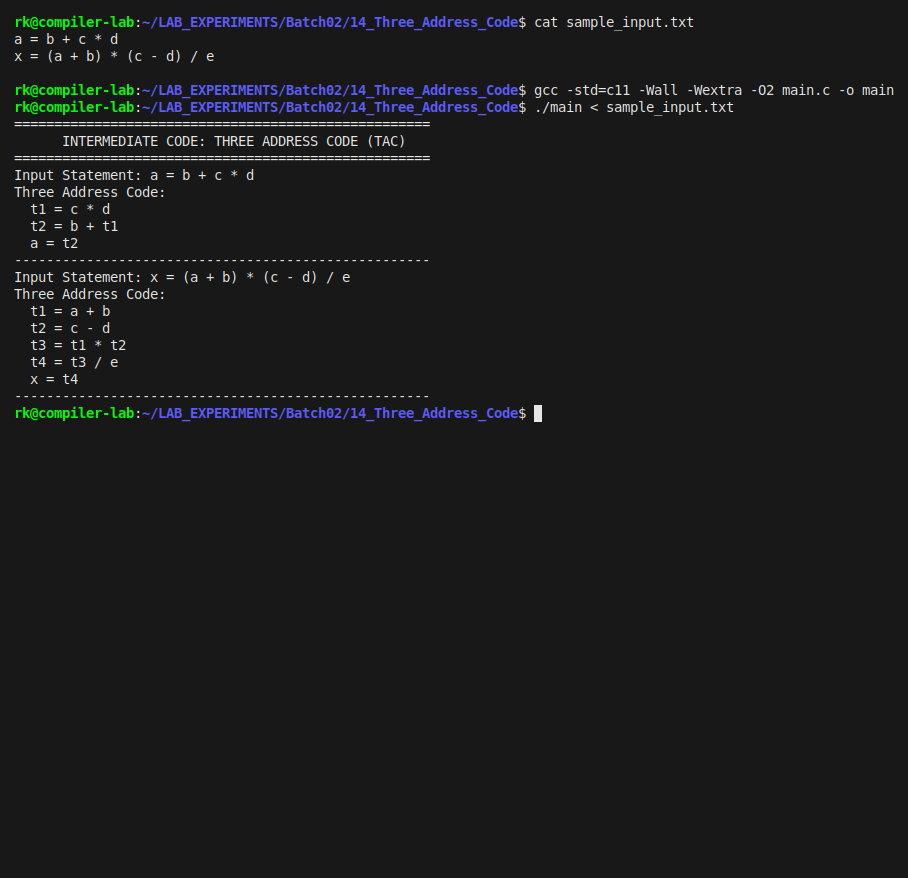 rk@compiler-lab:~/LAB_EXPERIMENTS/Batch02/14_Three_Address_Code$ cat sample_input.txt
a = b + c * d
x = (a + b) * (c - d) / e
rk@compiler-lab:~/LAB_EXPERIMENTS/Batch02/14_Three_Address_Code$ gcc -std=c11 -Wall -Wextra -O2 main.c -o main
rk@compiler-lab:~/LAB_EXPERIMENTS/Batch02/14_Three_Address_Code$ ./main < sample_input.txt
====================================================
      INTERMEDIATE CODE: THREE ADDRESS CODE (TAC)
====================================================
Input Statement: a = b + c * d
Three Address Code:
  t1 = c * d
  t2 = b + t1
  a = t2
----------------------------------------------------
Input Statement: x = (a + b) * (c - d) / e
Three Address Code:
  t1 = a + b
  t2 = c - d
  t3 = t1 * t2
  t4 = t3 / e
  x = t4
----------------------------------------------------
rk@compiler-lab:~/LAB_EXPERIMENTS/Batch02/14_Three_Address_Code$